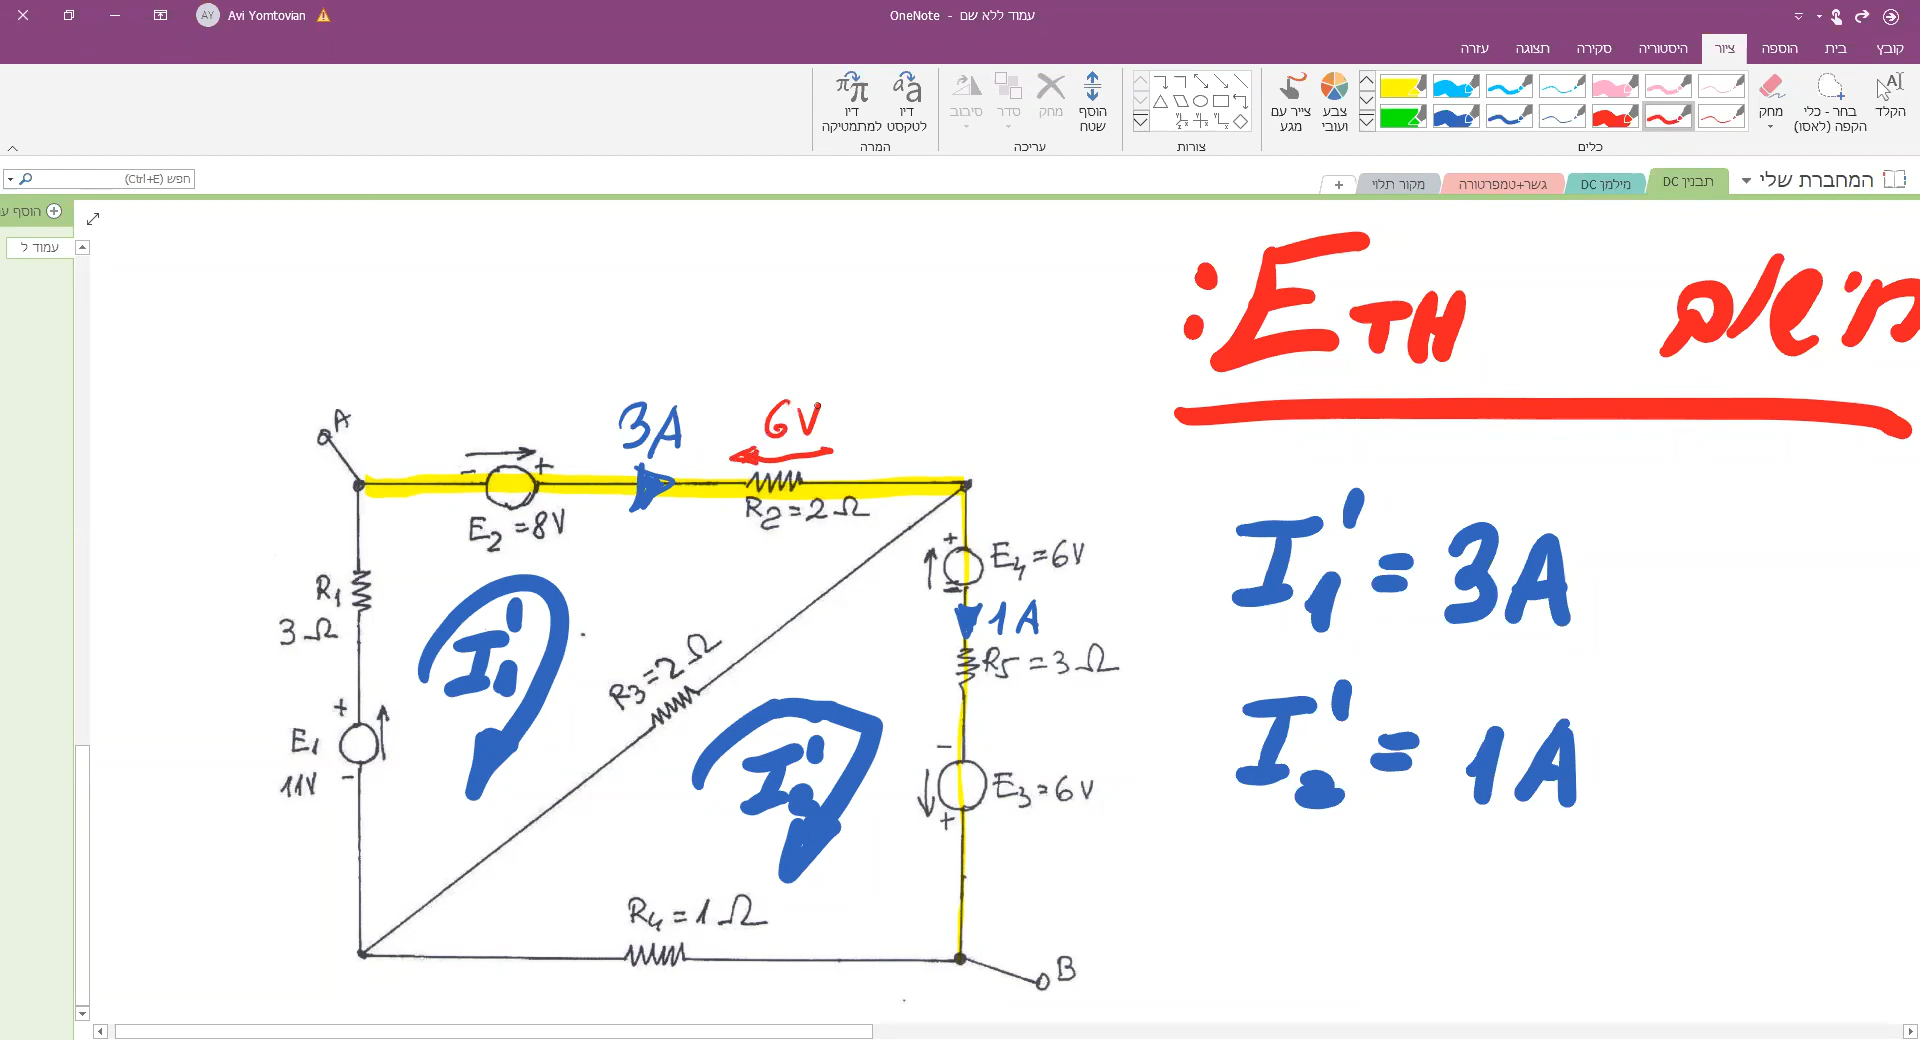 Avi Yomtovian
AY
עמוד ללא שם - OneNote
קובץ
בית
הוספה
ציור
היסטוריה
סקירה
תצוגה
עזרה
הקלד
בחר - כלי
הקפה (לאסו)
מחק
כלים
צבע
ועובי
צייר עם
מגע
צורות
הוסף
שטח
מחק
סדר
סיבוב
עריכה
דיו
לטקסט
דיו
למתמטיקה
המרה
המחברת שלי
תבנין DC
מילמן DC
גשר+טמפרטורה
מקור תלוי
חפש (Ctrl+E)
הוסף ע
עמוד ל
חישוב ETH:
A
3A
6V
- +
E2=8V
R2=2Ω
+
E4=6V
1A
R1
3Ω
R5=3Ω
I1'
R3=2Ω
+
E1
11V
-
I2'
-
E3=6V
+
R4=1Ω
B
I1'=3A
I2'=1A